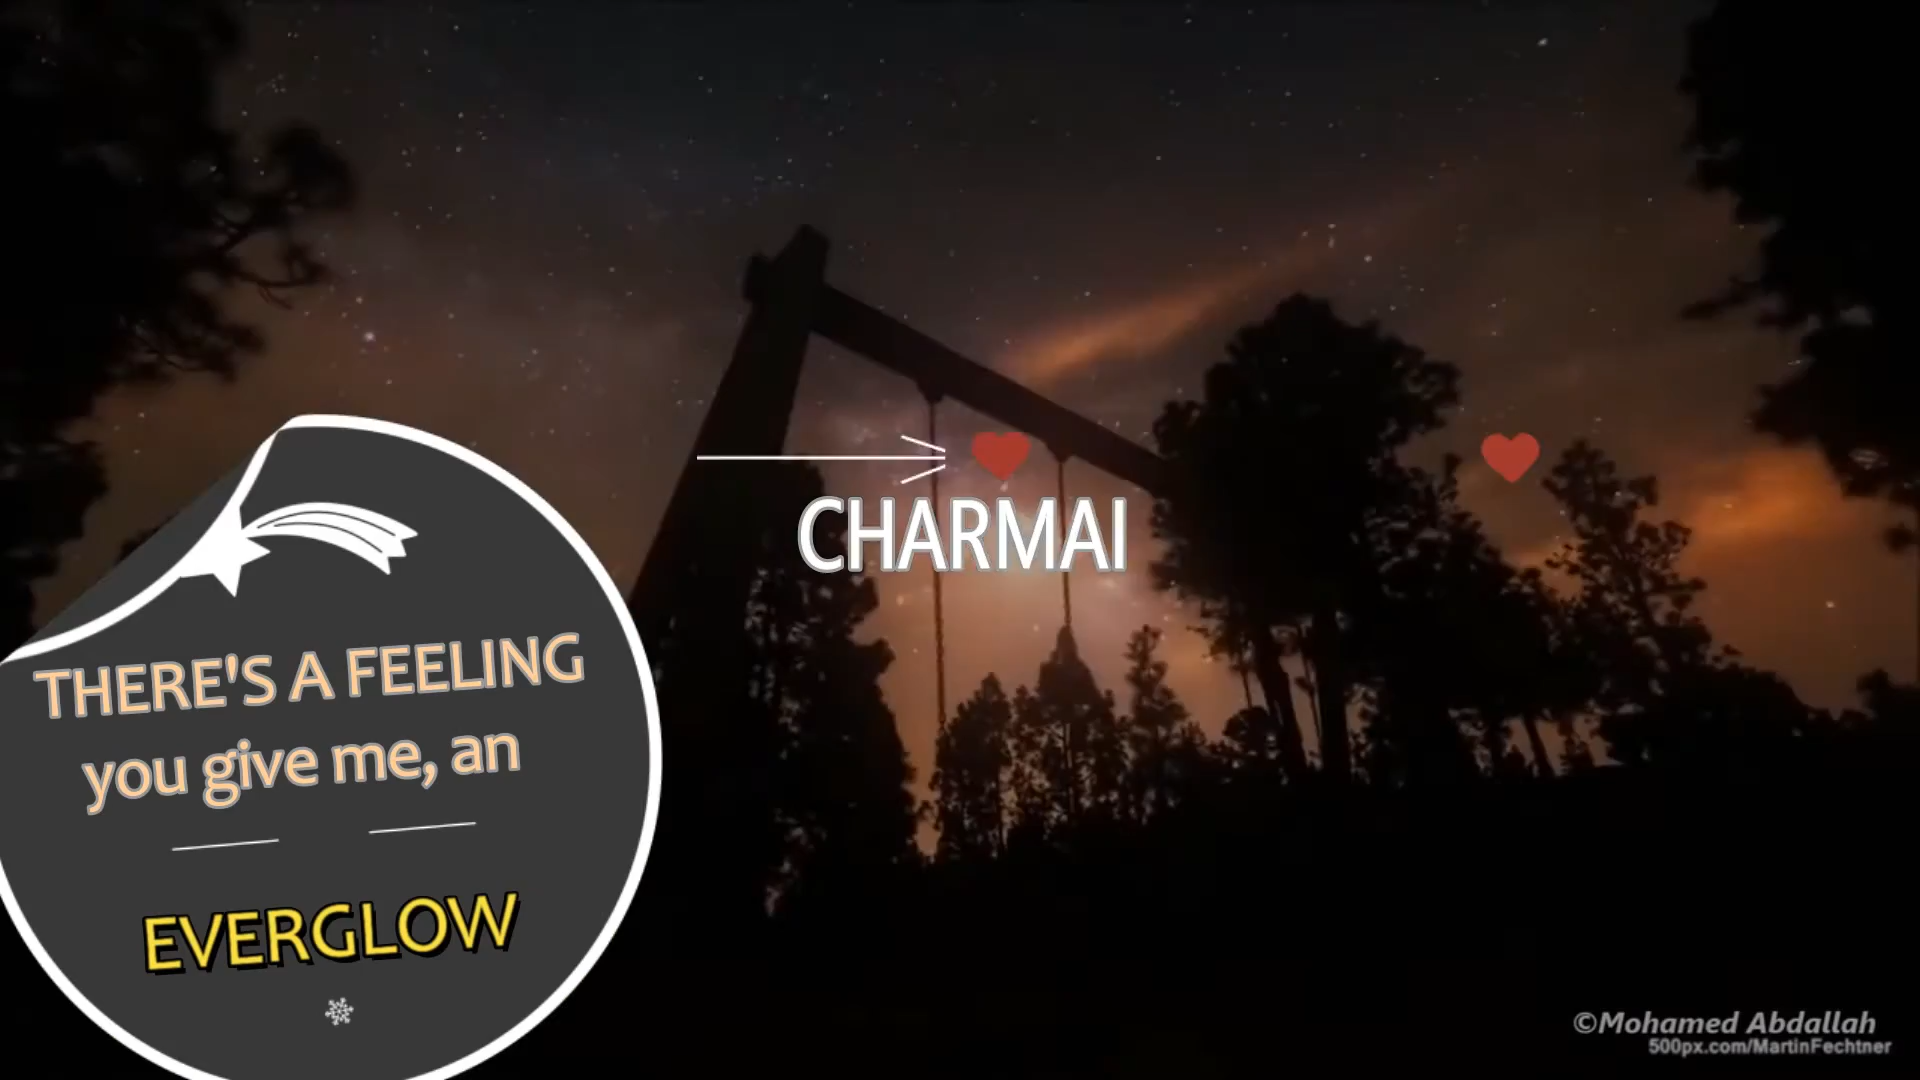 CHARMAI
THERE'S A FEELING
you give me, an
EVERGLOW
©Mohamed Abdallah
500px.com/MartinFechtner